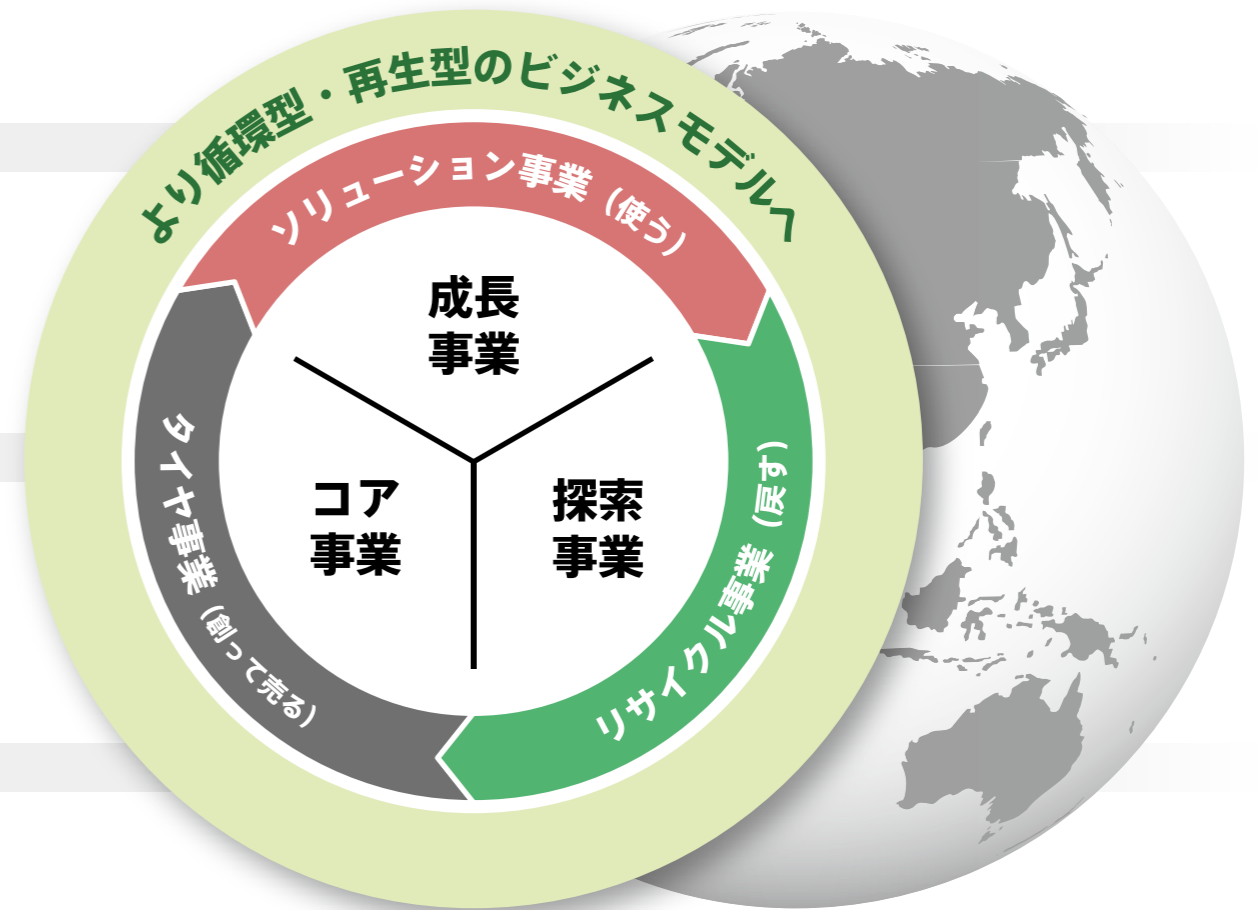 より循環型・再生型のビジネスモデルへ
ソリューション事業（使う）
成長
事業
コア
事業
探索
事業
タイヤ事業（創って売る）
リサイクル事業（戻す）